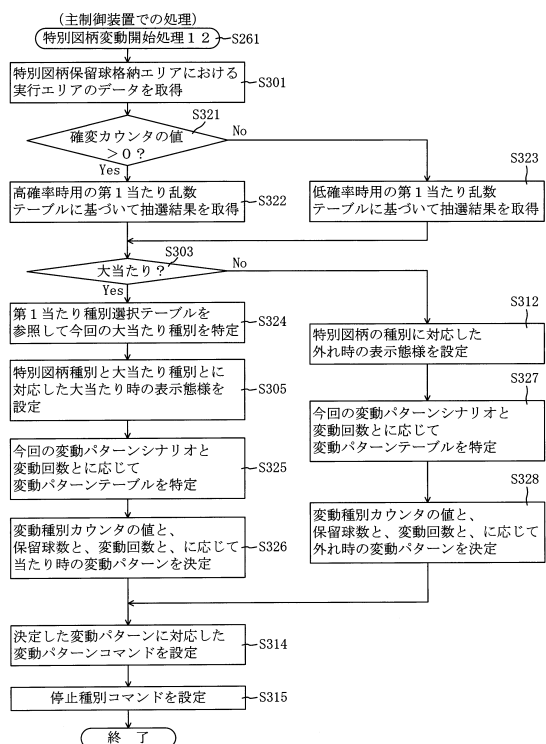 (主制御装置での処理)
特別図柄変動開始処理12
S261
特別図柄保留球格納エリアにおける
実行エリアのデータを取得
S301
S321
確変カウンタの値
>0?
No
Yes
高確率時用の第1当たり乱数
テーブルに基づいて抽選結果を取得
S322
S323
低確率時用の第1当たり乱数
テーブルに基づいて抽選結果を取得
S303
大当たり?
No
Yes
第1当たり種別選択テーブルを
参照して今回の大当たり種別を特定
S324
S312
特別図柄の種別に対応した
外れ時の表示態様を設定
特別図柄種別と大当たり種別とに
対応した大当たり時の表示態様を
設定
S305
S327
今回の変動パターンシナリオと
変動回数とに応じて
変動パターンテーブルを特定
今回の変動パターンシナリオと
変動回数とに応じて
変動パターンテーブルを特定
S325
S328
変動種別カウンタの値と、
保留球数と、変動回数と、に応じて
外れ時の変動パターンを決定
変動種別カウンタの値と、
保留球数と、変動回数と、に応じて
当たり時の変動パターンを決定
S326
決定した変動パターンに対応した
変動パターンコマンドを設定
S314
停止種別コマンドを設定
S315
終 了